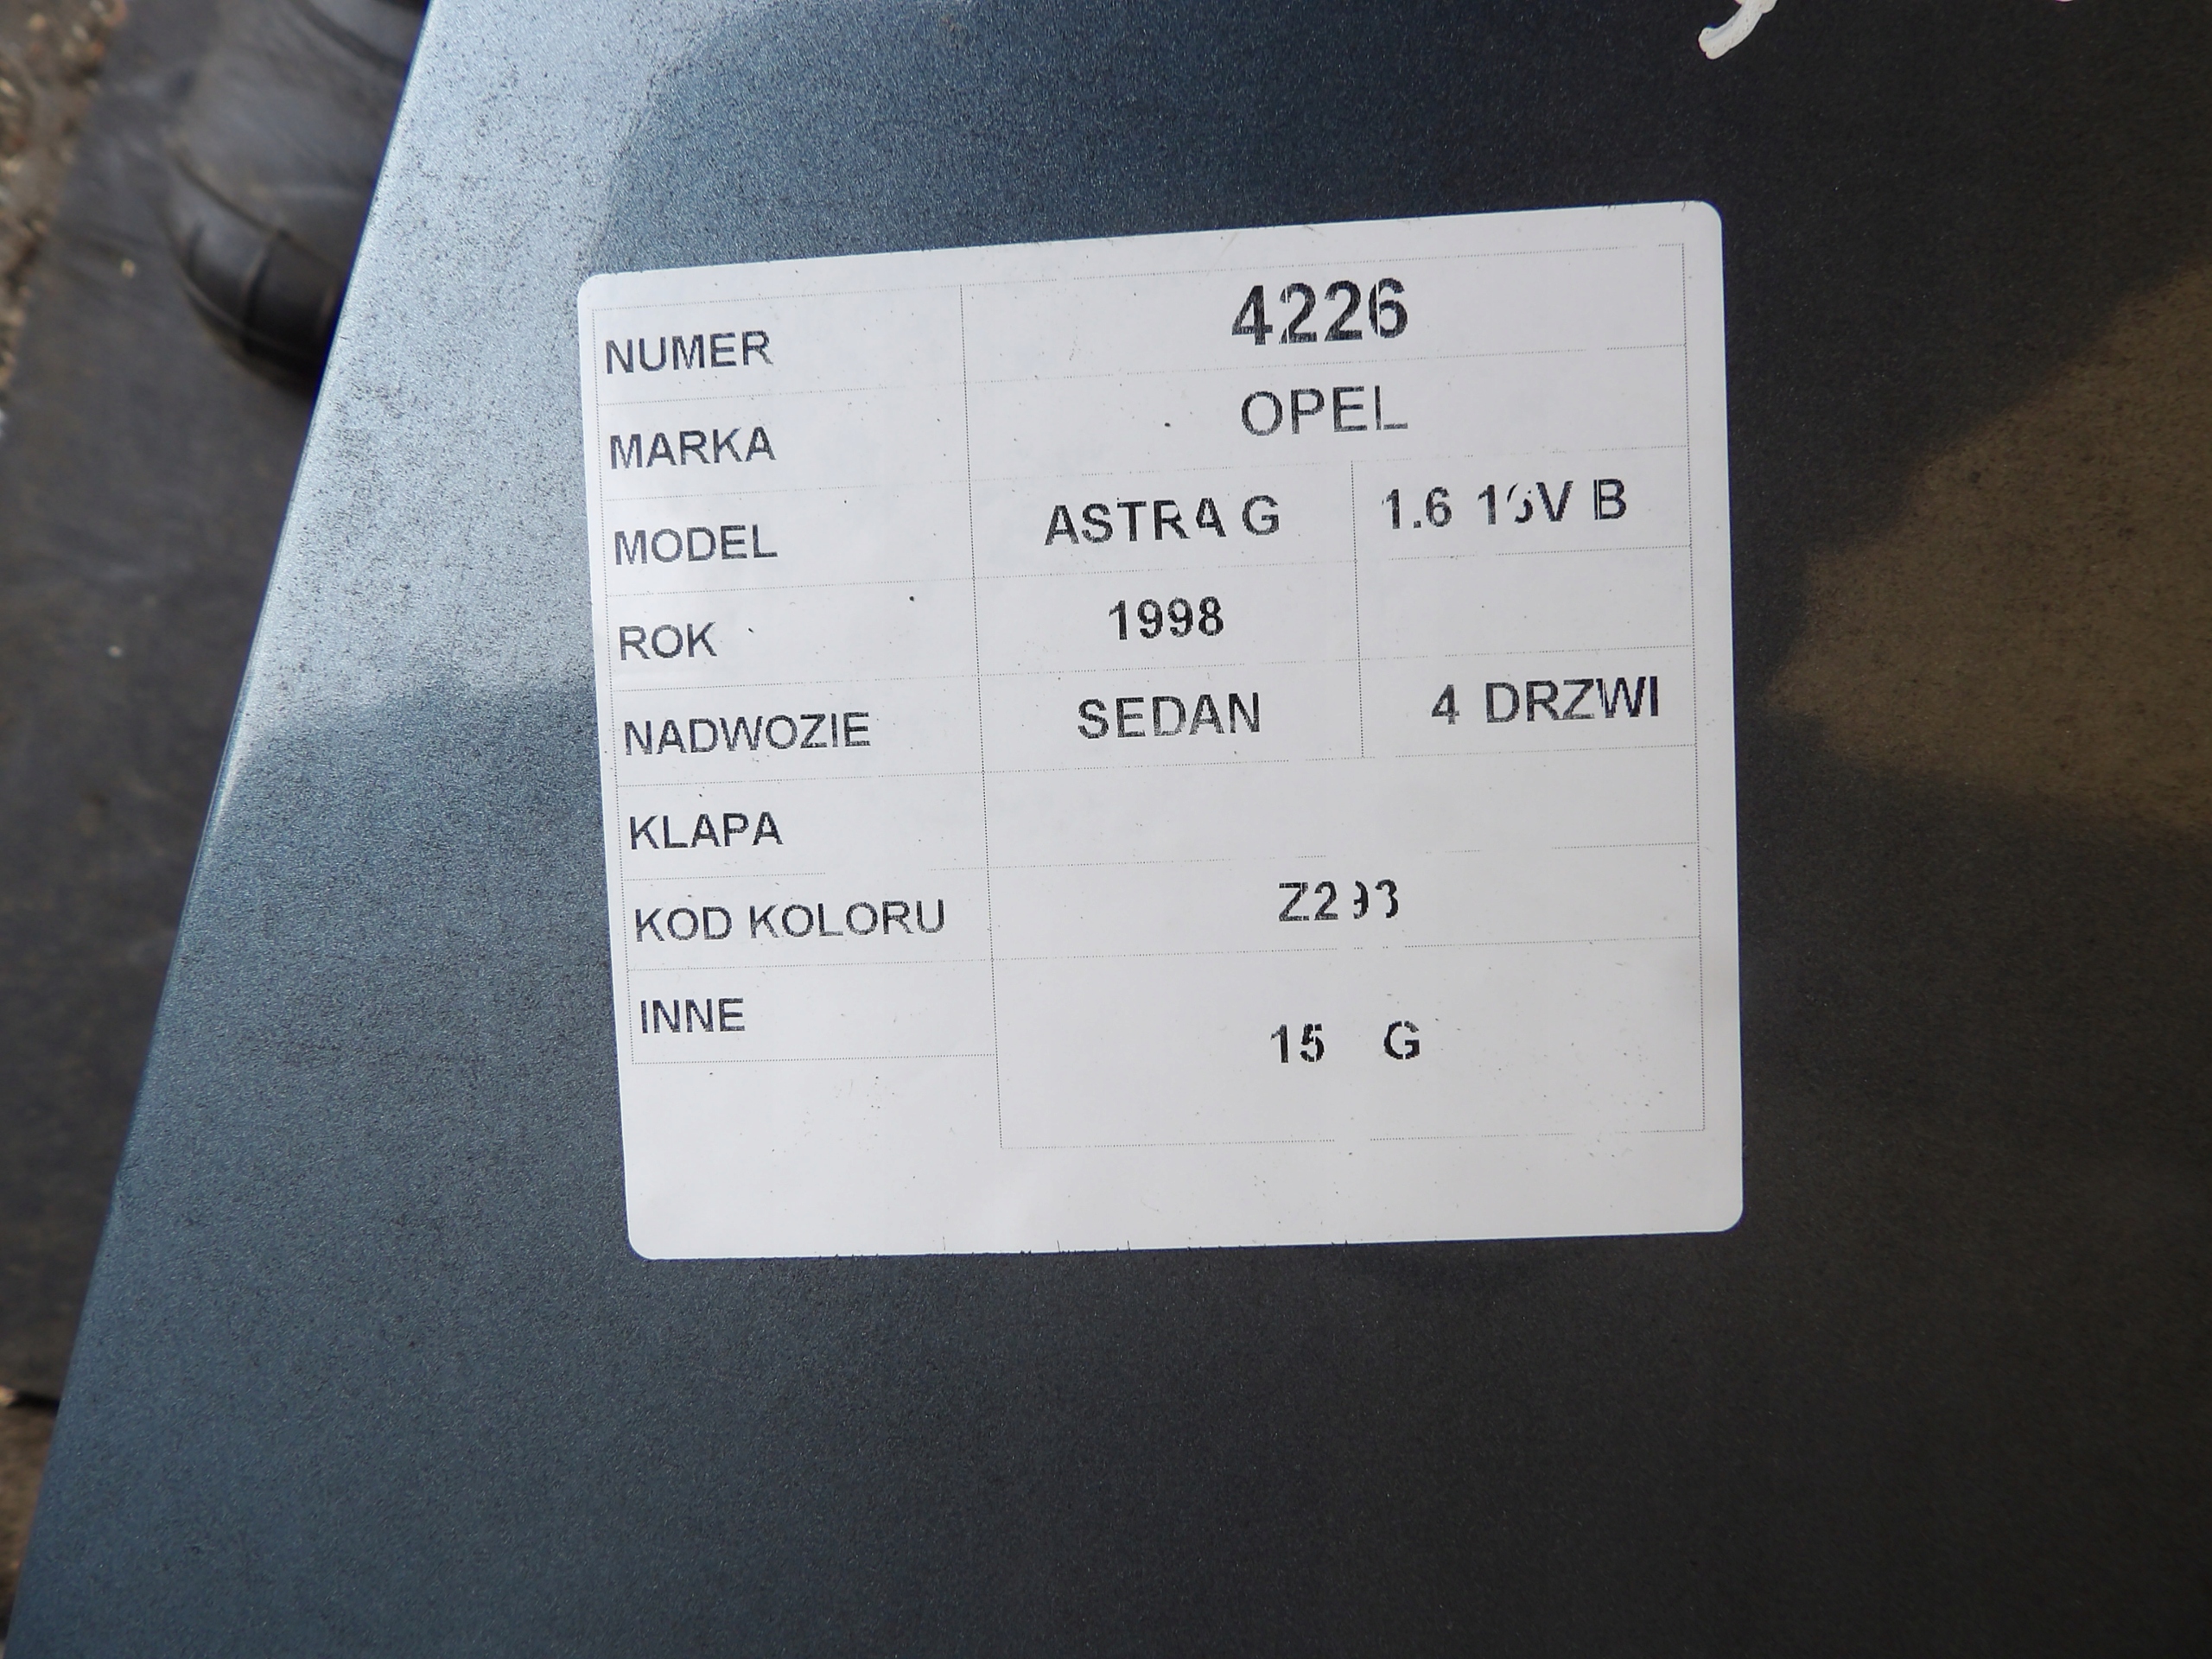 NUMER 4226
MARKA OPEL
MODEL ASTRA G 1.6 16V B
ROK 1998
NADWOZIE SEDAN 4 DRZWI
KLAPA
KOD KOLORU Z293
INNE
15 G